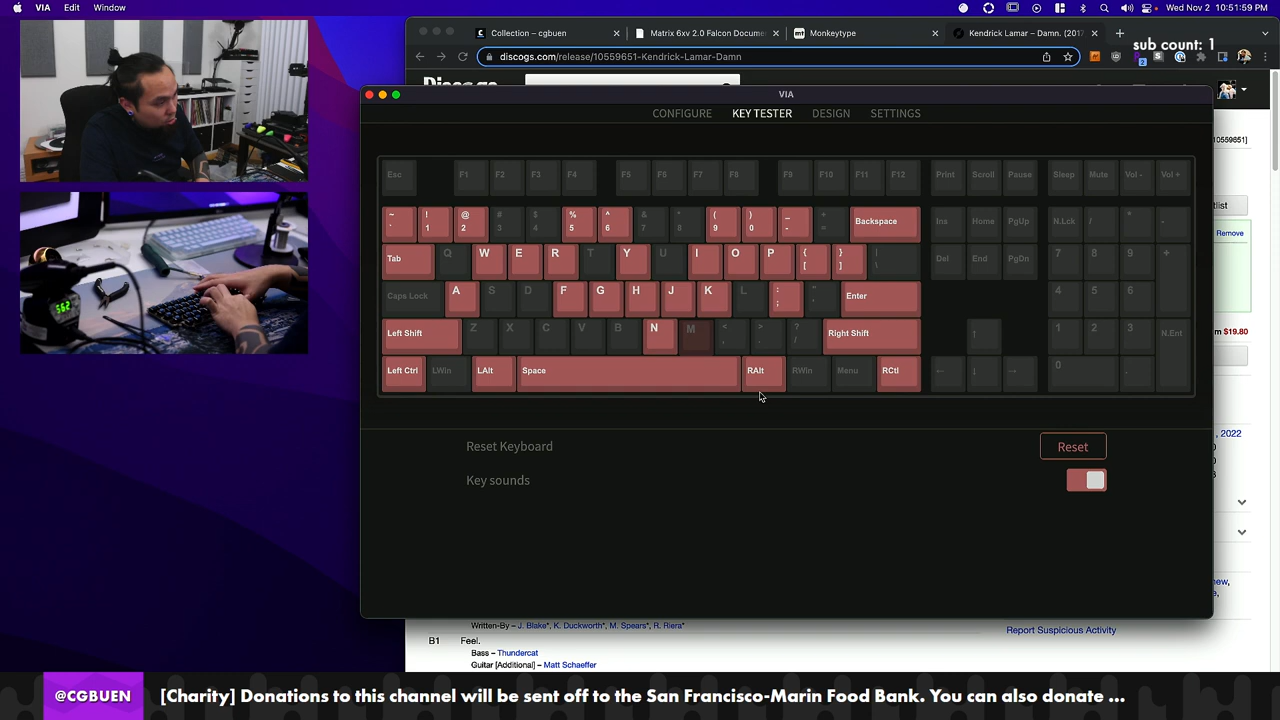 VIA Edit Window
Wed Nov 2 10:51:59 PM
Collection – cgbuen
Matrix 6xv 2.0 Falcon Docume
Monkeytype
Kendrick Lamar – Damn. (2017
sub count: 1
discogs.com/release/10559651-Kendrick-Lamar-Damn
Discogs
VIA
CONFIGURE KEY TESTER DESIGN SETTINGS
10559651]
Esc F1 F2 F3 F4 F5 F6 F7 F8 F9 F10 F11 F12 Print Scroll Pause Sleep Mute Vol - Vol +
~ ! @ # $ % ^ & * ( ) _ +
` 1 2 3 4 5 6 7 8 9 0 - = Backspace Ins Home PgUp N.Lck / * -
Tab Q W E R T Y U I O P { } |
[ ] \ Del End PgDn 7 8 9 +
Caps Lock A S D F G H J K L : "
; ' Enter 4 5 6
Left Shift Z X C V B N M < > ?
, . / Right Shift ↑ 1 2 3 N.Ent
Left Ctrl LWin LAlt Space RAlt RWin Menu RCtl ← ↓ → 0 .
tlist
Remove
m $19.80
Reset Keyboard
Reset
Key sounds
, 2022
0
0
3
ew,
Written-By – J. Blake*, K. Duckworth*, M. Spears*, R. Riera*
B1 Feel.
Bass – Thundercat
Guitar [Additional] – Matt Schaeffer
Report Suspicious Activity
562
@CGBUEN
[Charity] Donations to this channel will be sent off to the San Francisco-Marin Food Bank. You can also donate ...